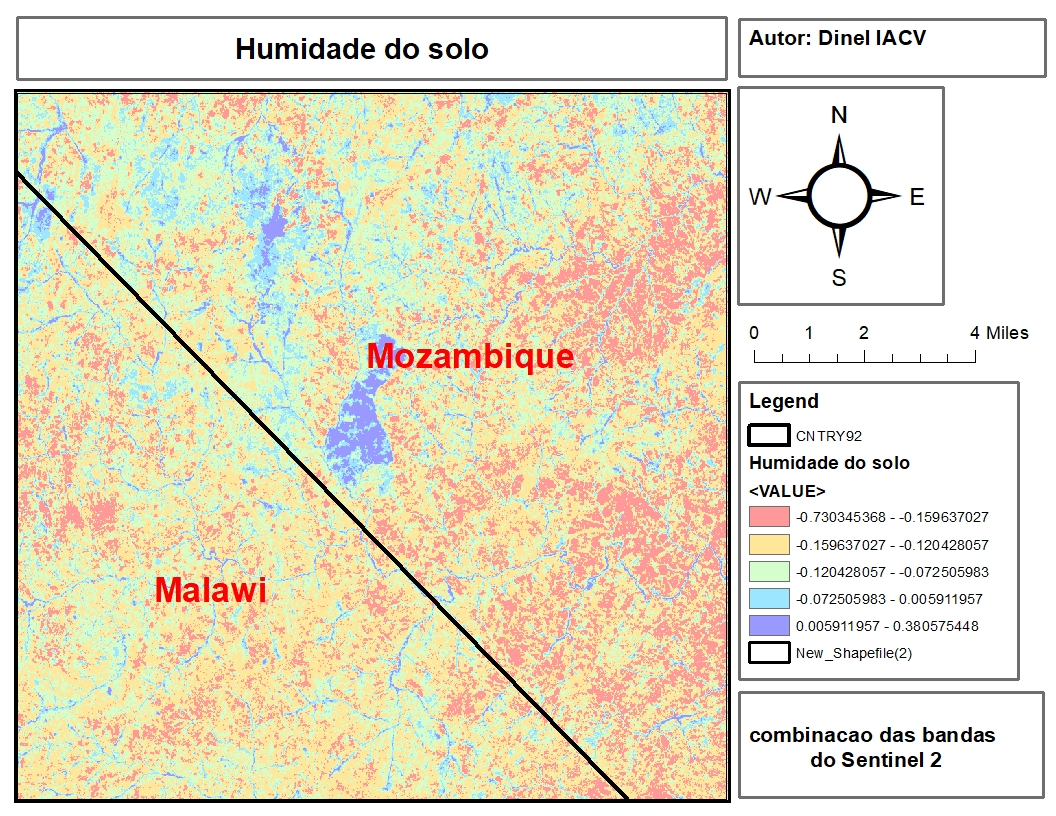 Humidade do solo
Autor: Dinel IACV
N
W
E
S
0 1 2 4 Miles
Mozambique
Malawi
Legend
CNTRY92
Humidade do solo
<VALUE>
-0.730345368 - -0.159637027
-0.159637027 - -0.120428057
-0.120428057 - -0.072505983
-0.072505983 - 0.005911957
0.005911957 - 0.380575448
New_Shapefile(2)
combinacao das bandas
do Sentinel 2